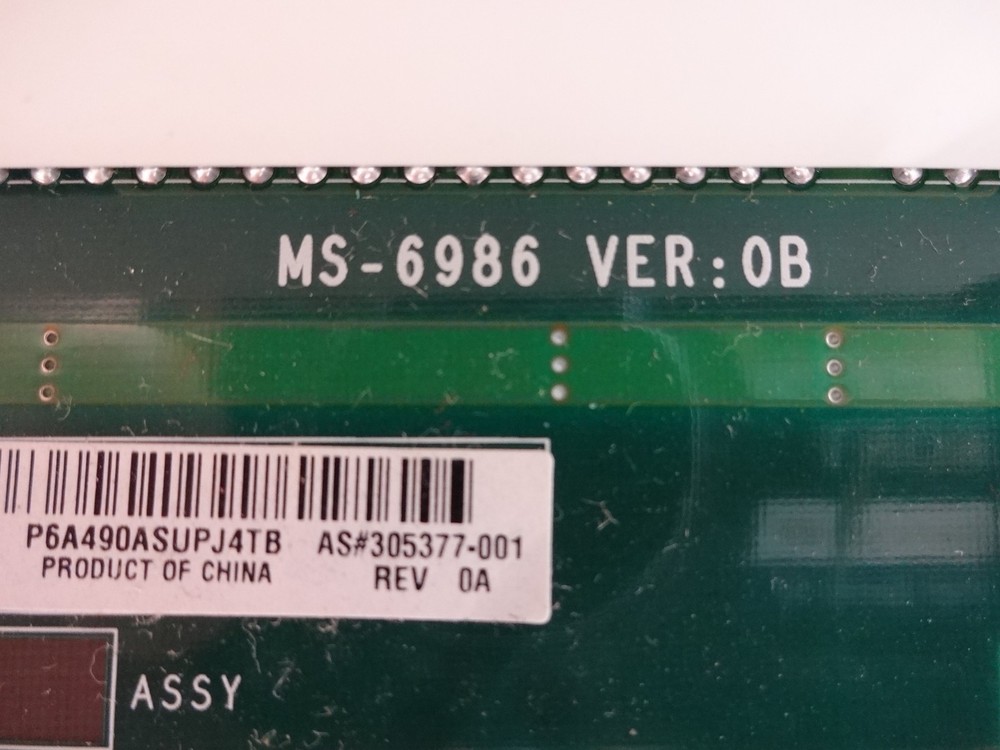 MS-6986 VER:0B
P6A490ASUPJ4TB AS#305377-001
PRODUCT OF CHINA REV 0A
ASSY